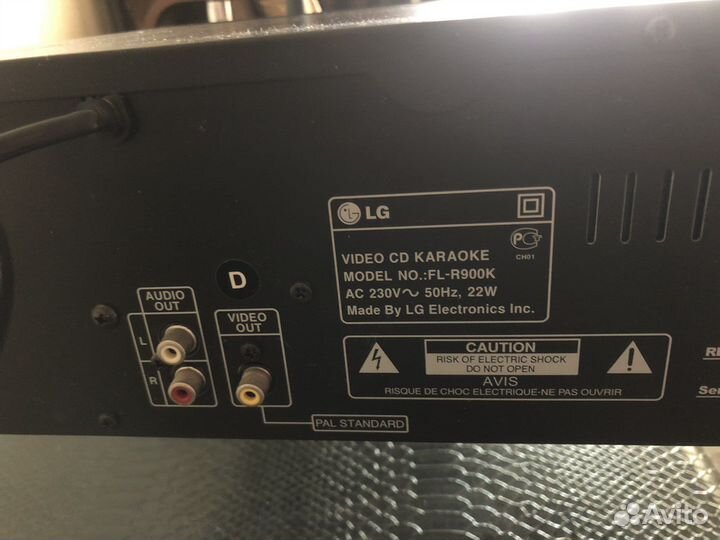 LG
PG
CH01
VIDEO CD KARAOKE
MODEL NO.:FL-R900K
AC 230V~ 50Hz, 22W
Made By LG Electronics Inc.
D
AUDIO
OUT
L
R
VIDEO
OUT
PAL STANDARD
CAUTION
RISK OF ELECTRIC SHOCK
DO NOT OPEN
AVIS
RISQUE DE CHOC ELECTRIQUE-NE PAS OUVRIR
Avito